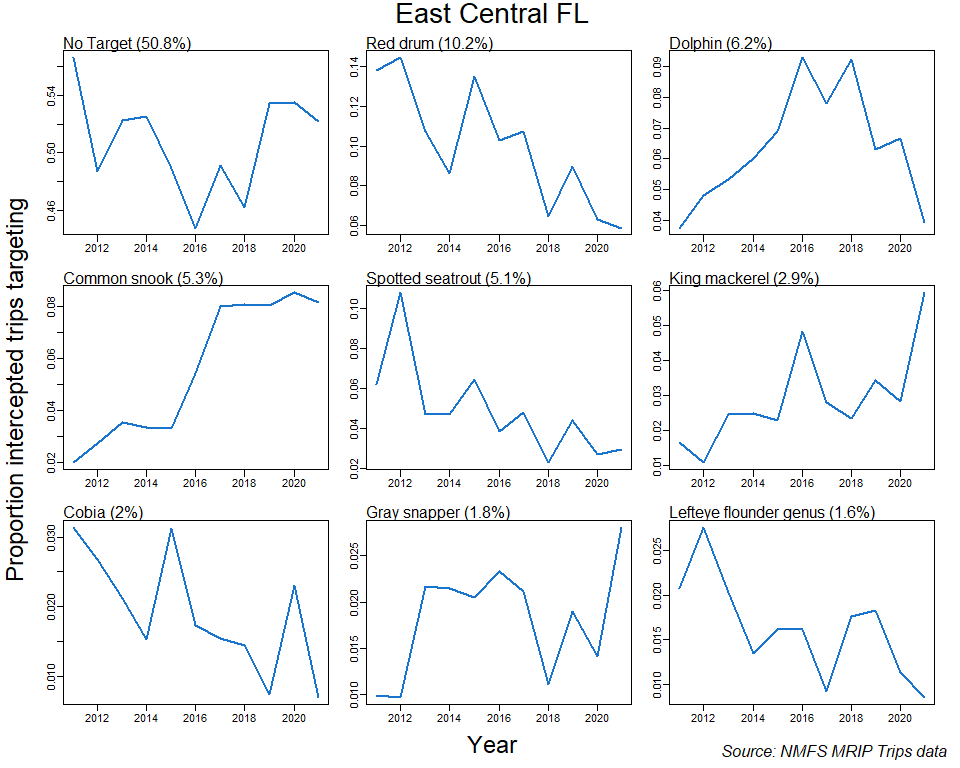 East Central FL
Proportion intercepted trips targeting
No Target (50.8%)
0.46 0.50 0.54
2012 2014 2016 2018 2020
Red drum (10.2%)
0.06 0.08 0.10 0.12 0.14
2012 2014 2016 2018 2020
Dolphin (6.2%)
0.04 0.05 0.06 0.07 0.08 0.09
2012 2014 2016 2018 2020
Common snook (5.3%)
0.02 0.04 0.06 0.08
2012 2014 2016 2018 2020
Spotted seatrout (5.1%)
0.02 0.04 0.06 0.08 0.10
2012 2014 2016 2018 2020
King mackerel (2.9%)
0.01 0.02 0.03 0.04 0.05 0.06
2012 2014 2016 2018 2020
Cobia (2%)
0.010 0.020 0.030
2012 2014 2016 2018 2020
Gray snapper (1.8%)
0.010 0.015 0.020 0.025
2012 2014 2016 2018 2020
Lefteye flounder genus (1.6%)
0.010 0.015 0.020 0.025
2012 2014 2016 2018 2020
Year
Source: NMFS MRIP Trips data